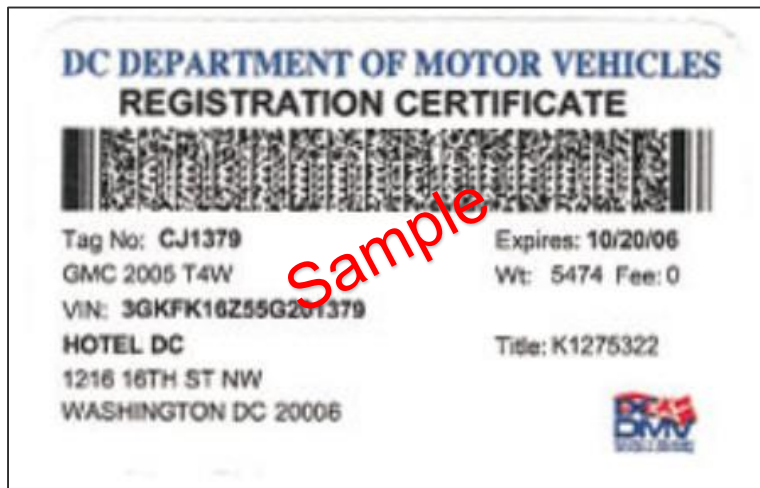 DC DEPARTMENT OF MOTOR VEHICLES
REGISTRATION CERTIFICATE
Tag No: CJ1379 Expires: 10/20/06
GMC 2005 T4W Wt: 5474 Fee: 0
VIN: 3GKFK16Z55G201379
HOTEL DC Title: K1275322
1216 16TH ST NW
WASHINGTON DC 20006
Sample
DC
DMV